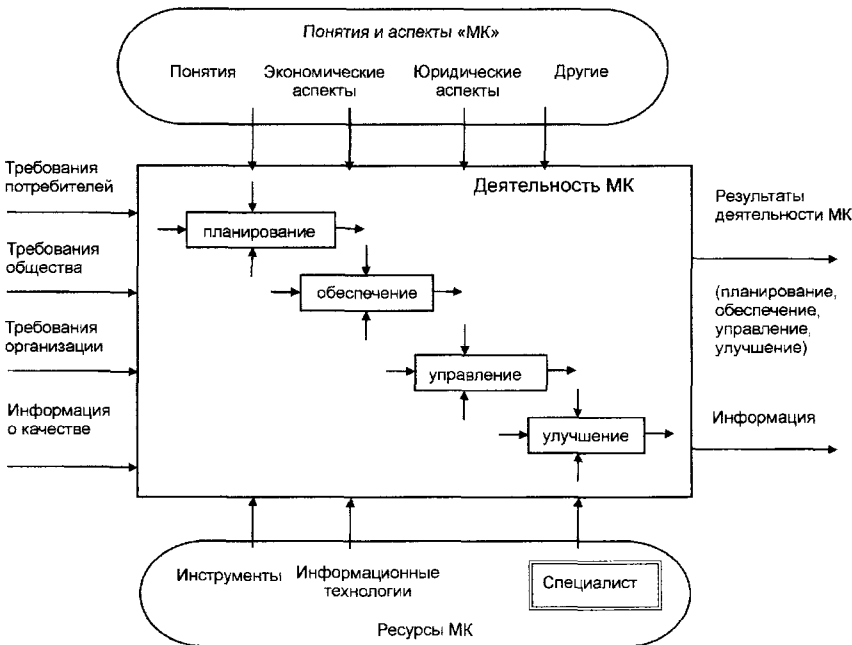 Понятия и аспекты «МК»
Понятия
Экономические
аспекты
Юридические
аспекты
Другие
Требования
потребителей
Требования
общества
Требования
организации
Информация
о качестве
Деятельность МК
планирование
обеспечение
управление
улучшение
Результаты
деятельности МК
(планирование,
обеспечение,
управление,
улучшение)
Информация
Инструменты
Информационные
технологии
Специалист
Ресурсы МК